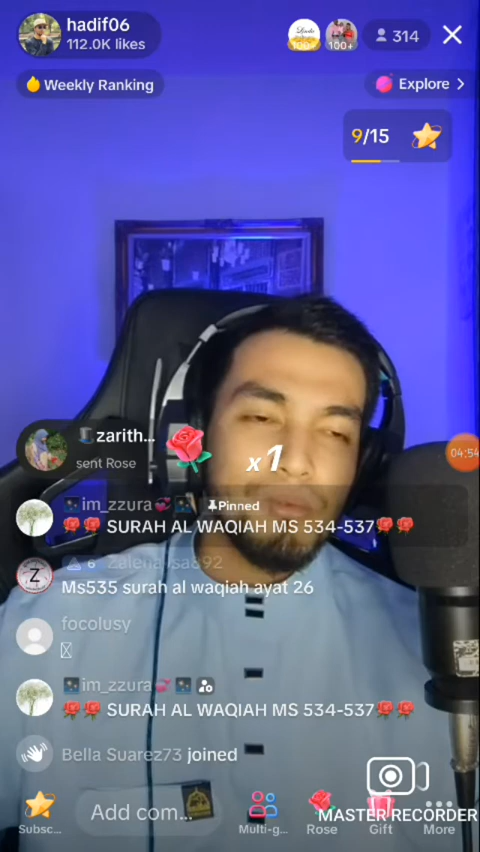 hadif06
112.0K likes
100+
314
Weekly Ranking
Explore
9/15
zarith...
sent Rose
x1
04:54
im_zzura
Pinned
SURAH AL WAQIAH MS 534-537
6
Ms535 surah al waqiah ayat 26
focolusy
im_zzura
SURAH AL WAQIAH MS 534-537
Bella Suarez73 joined
Add com...
Subsc...
Multi-g...
Rose
Gift
More
MASTER RECORDER